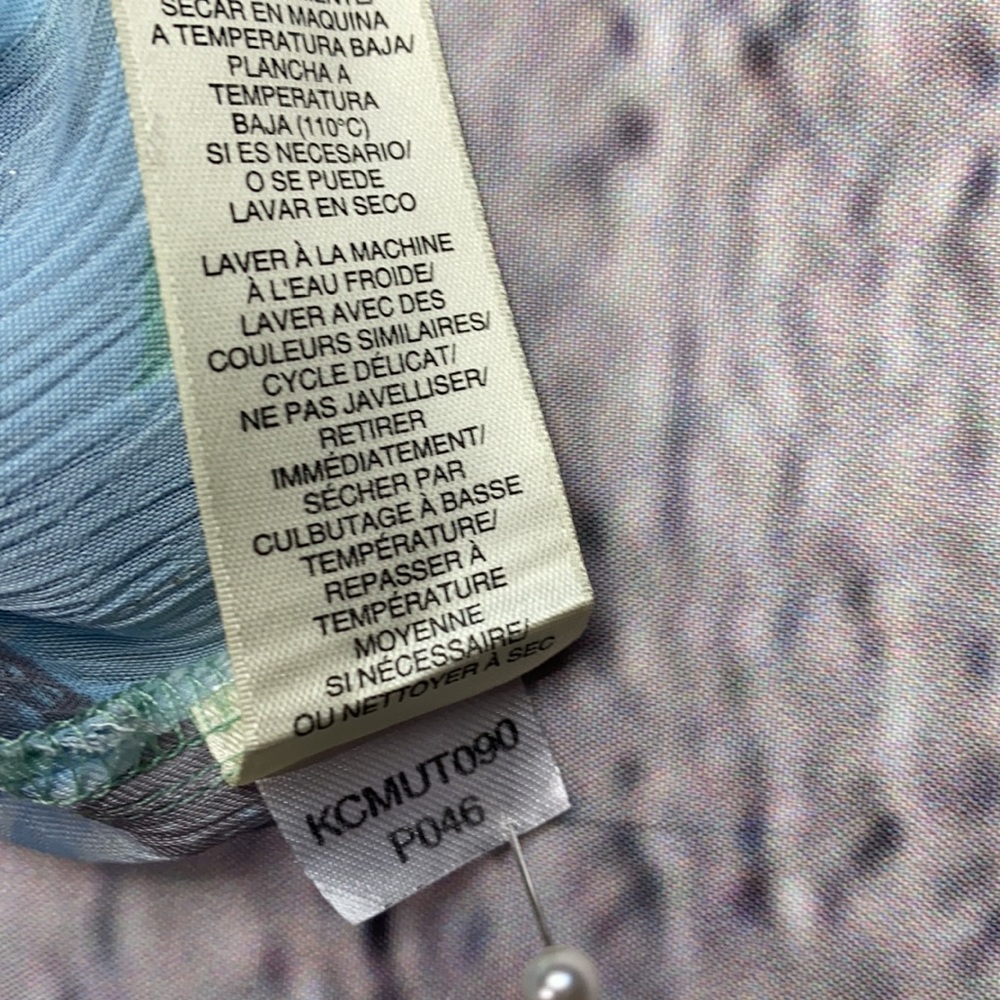 SECAR EN MAQUINA
A TEMPERATURA BAJA/
PLANCHA A
TEMPERATURA
BAJA (110°C)
SI ES NECESARIO/
O SE PUEDE
LAVAR EN SECO
LAVER À LA MACHINE
À L'EAU FROIDE/
LAVER AVEC DES
COULEURS SIMILAIRES/
CYCLE DÉLICAT/
NE PAS JAVELLISER/
RETIRER
IMMÉDIATEMENT/
SÉCHER PAR
CULBUTAGE À BASSE
TEMPÉRATURE/
REPASSER À
TEMPÉRATURE
MOYENNE
SI NÉCESSAIRE/
OU NETTOYER À SEC
KCMUT090
P046